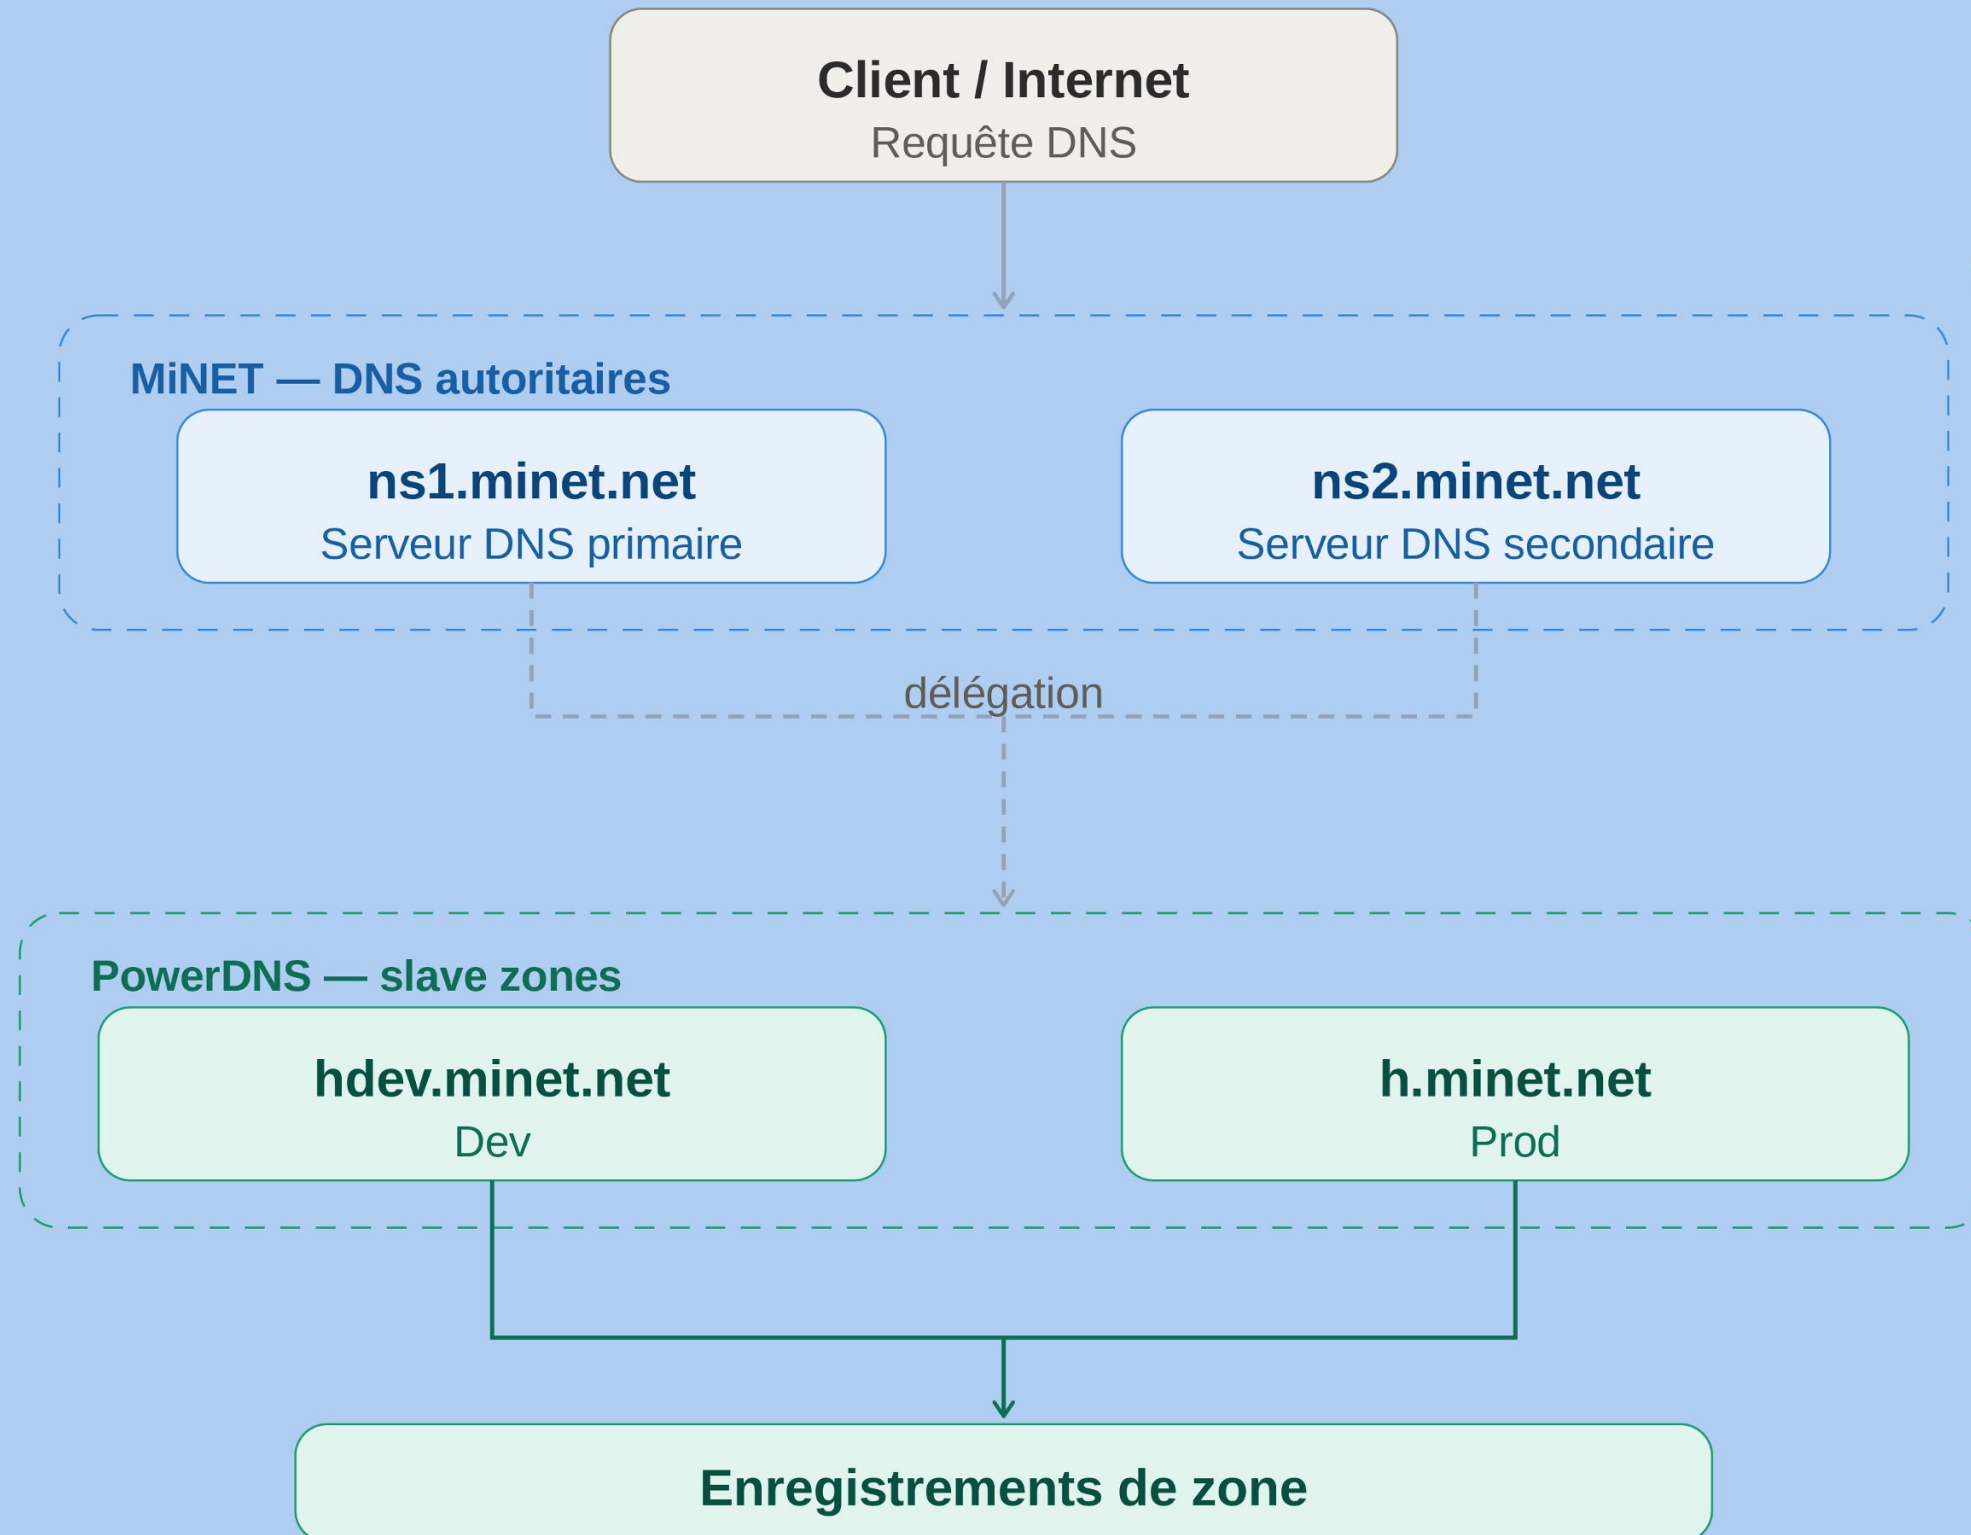 Client / Internet
Requête DNS
MiNET — DNS autoritaires
ns1.minet.net
Serveur DNS primaire
ns2.minet.net
Serveur DNS secondaire
délégation
PowerDNS — slave zones
hdev.minet.net
Dev
h.minet.net
Prod
Enregistrements de zone